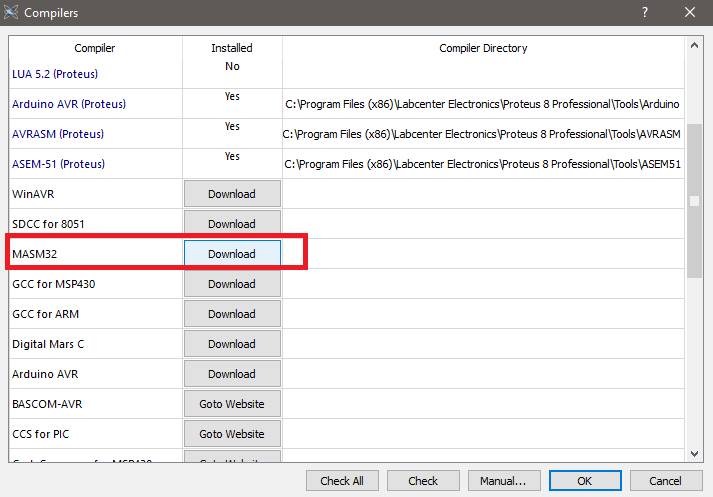 Compilers
Compiler Installed Compiler Directory
LUA 5.2 (Proteus) No
Arduino AVR (Proteus) Yes C:\Program Files (x86)\Labcenter Electronics\Proteus 8 Professional\Tools\Arduino
AVRASM (Proteus) Yes C:\Program Files (x86)\Labcenter Electronics\Proteus 8 Professional\Tools\AVRASM
ASEM-51 (Proteus) Yes C:\Program Files (x86)\Labcenter Electronics\Proteus 8 Professional\Tools\ASEM51
WinAVR Download
SDCC for 8051 Download
MASM32 Download
GCC for MSP430 Download
GCC for ARM Download
Digital Mars C Download
Arduino AVR Download
BASCOM-AVR Goto Website
CCS for PIC Goto Website
Goto Website
Check All Check Manual... OK Cancel